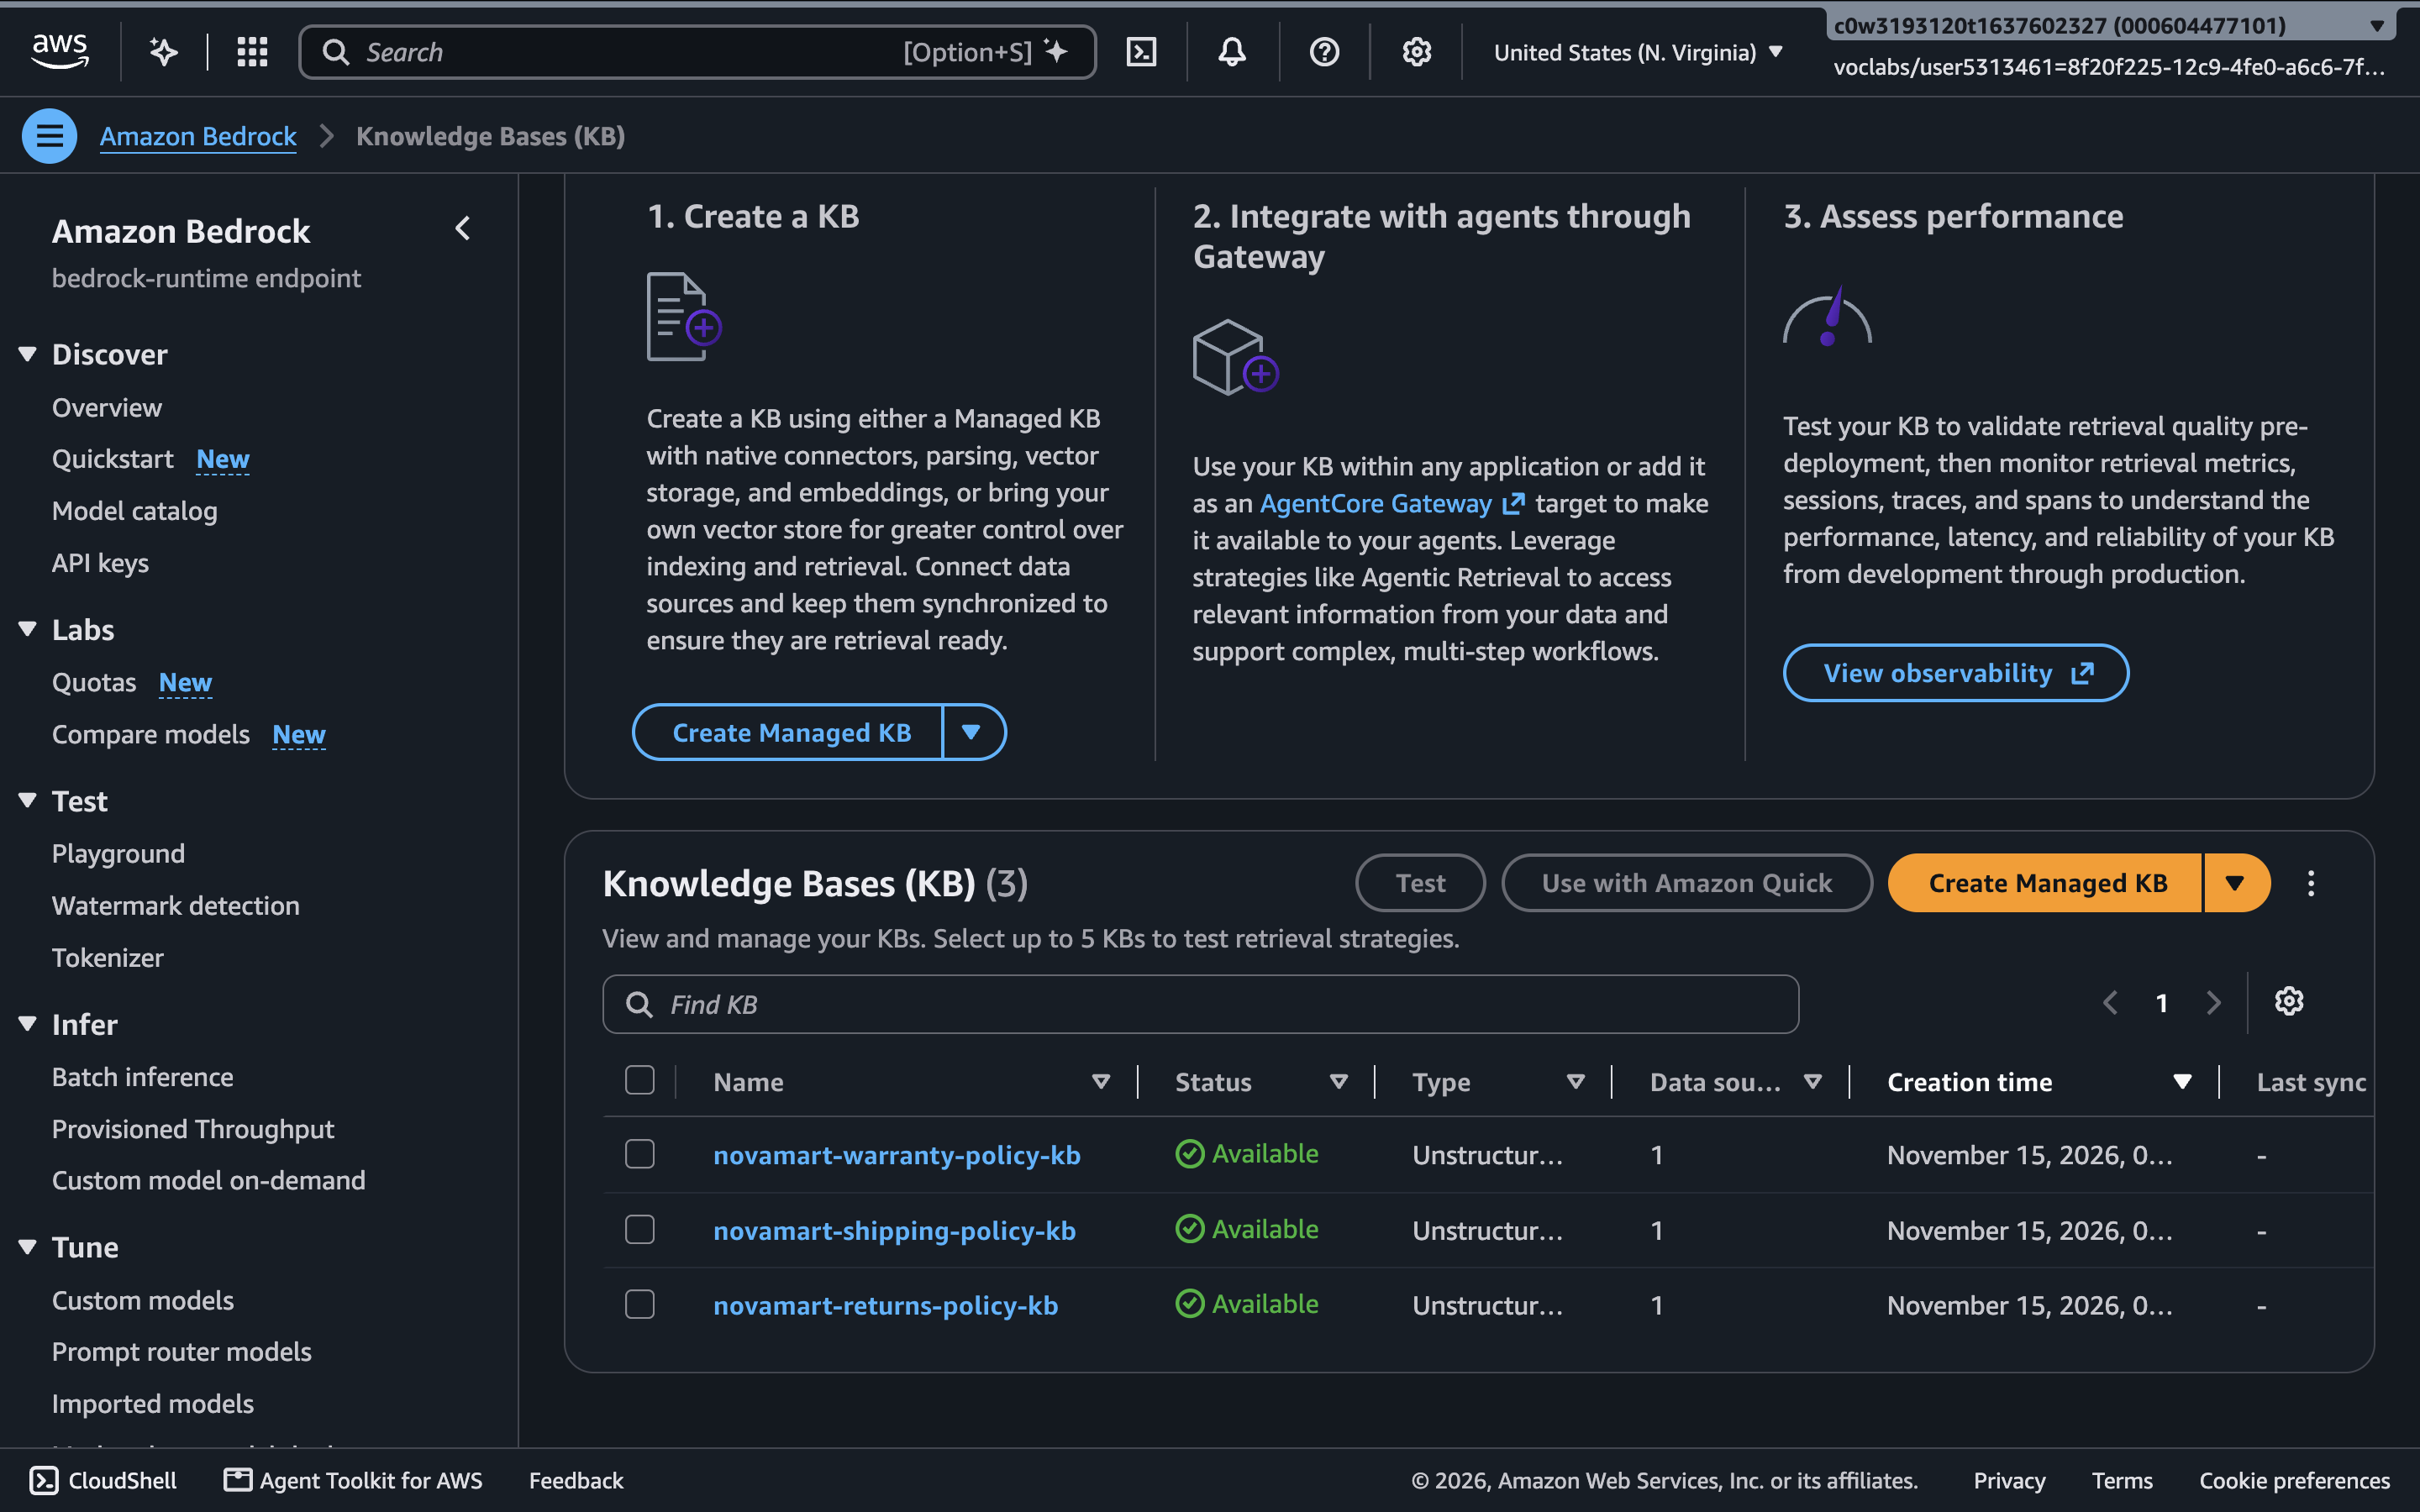 aws
Search [Option+S]
United States (N. Virginia)
c0w3193120t1637602327 (000604477101)
voclabs/user5313461=8f20f225-12c9-4fe0-a6c6-7f...
Amazon Bedrock
Knowledge Bases (KB)
Amazon Bedrock
bedrock-runtime endpoint
Discover
Overview
Quickstart New
Model catalog
API keys
Labs
Quotas New
Compare models New
Test
Playground
Watermark detection
Tokenizer
Infer
Batch inference
Provisioned Throughput
Custom model on-demand
Tune
Custom models
Prompt router models
Imported models
1. Create a KB
Create a KB using either a Managed KB
with native connectors, parsing, vector
storage, and embeddings, or bring your
own vector store for greater control over
indexing and retrieval. Connect data
sources and keep them synchronized to
ensure they are retrieval ready.
Create Managed KB
2. Integrate with agents through
Gateway
Use your KB within any application or add it
as an AgentCore Gateway target to make
it available to your agents. Leverage
strategies like Agentic Retrieval to access
relevant information from your data and
support complex, multi-step workflows.
3. Assess performance
Test your KB to validate retrieval quality pre-
deployment, then monitor retrieval metrics,
sessions, traces, and spans to understand the
performance, latency, and reliability of your KB
from development through production.
View observability
Knowledge Bases (KB) (3)
Test
Use with Amazon Quick
Create Managed KB
View and manage your KBs. Select up to 5 KBs to test retrieval strategies.
Find KB
1
Name Status Type Data sou... Creation time Last sync
novamart-warranty-policy-kb Available Unstructur... 1 November 15, 2026, 0... -
novamart-shipping-policy-kb Available Unstructur... 1 November 15, 2026, 0... -
novamart-returns-policy-kb Available Unstructur... 1 November 15, 2026, 0... -
CloudShell
Agent Toolkit for AWS
Feedback
© 2026, Amazon Web Services, Inc. or its affiliates.
Privacy
Terms
Cookie preferences